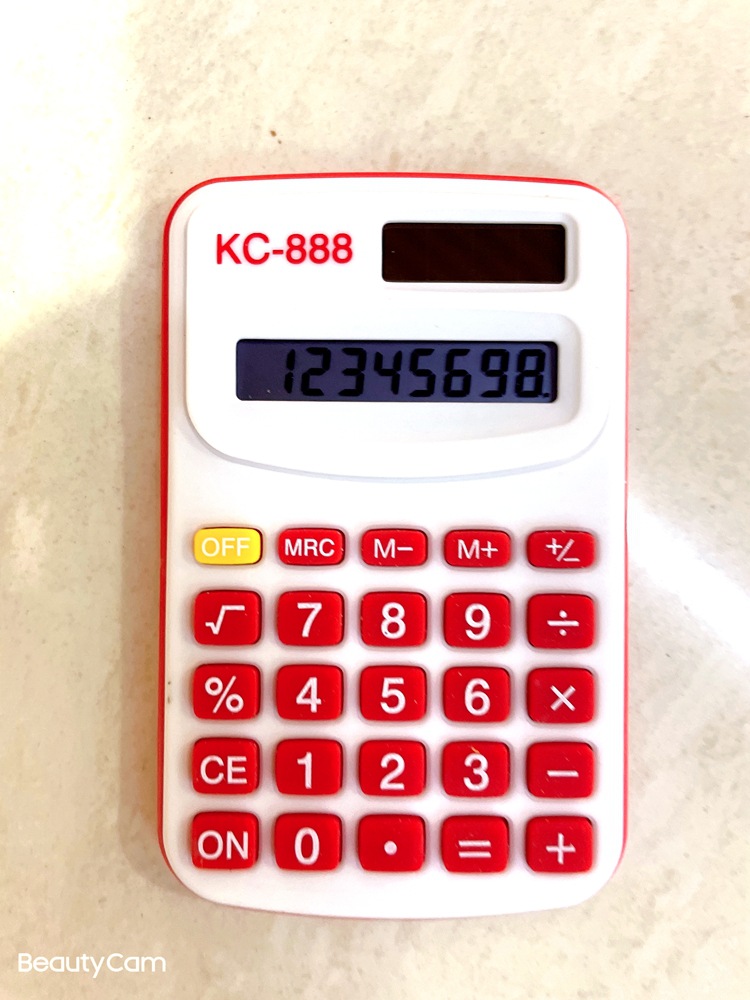 KC-888
12345698.
OFF MRC M− M+ +/−
√ 7 8 9 ÷
% 4 5 6 ×
CE 1 2 3 −
ON 0 • = +
BeautyCam